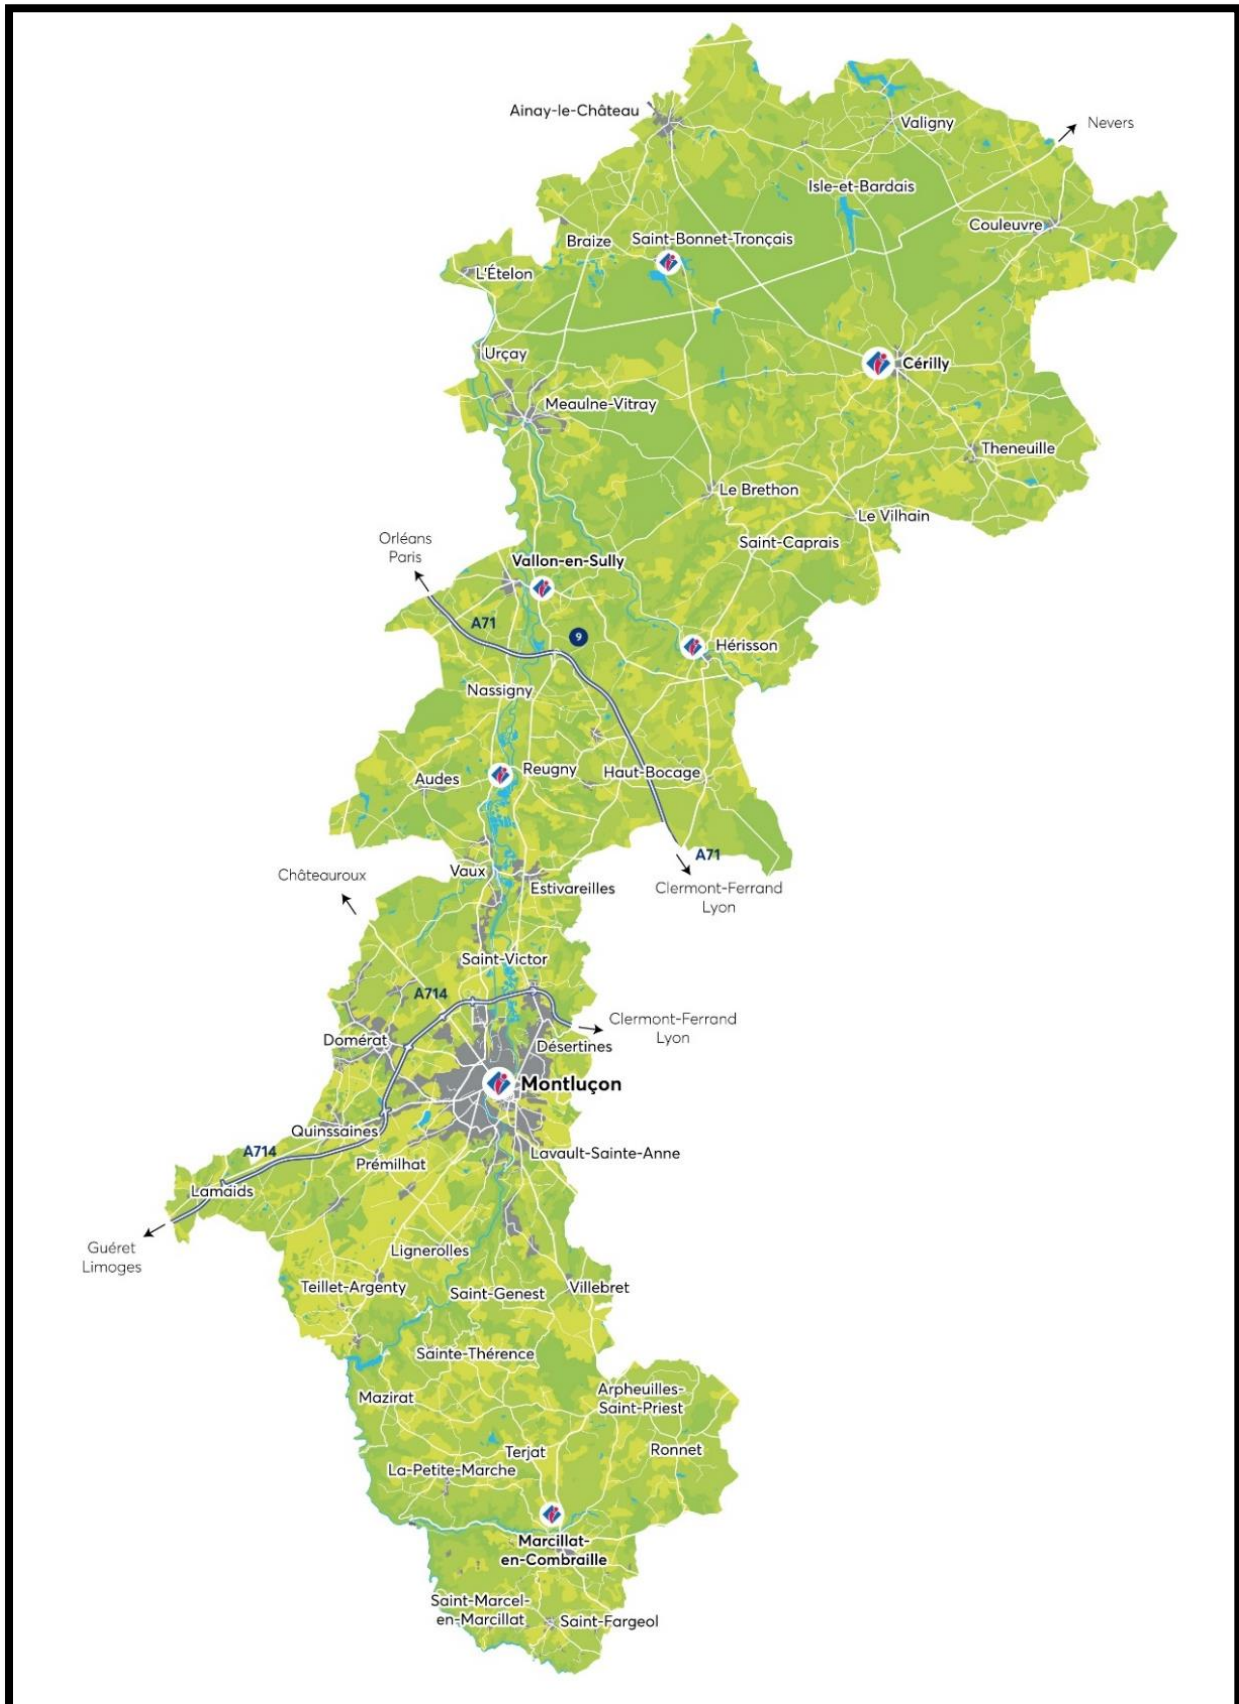 Ainay-le-Château
Valigny
Nevers
Isle-et-Bardais
Couleuvre
Braize
Saint-Bonnet-Tronçais
L'Ételon
Urçay
Cérilly
Meaulne-Vitray
Theneuille
Le Brethon
Le Vilhain
Orléans
Paris
Saint-Caprais
Vallon-en-Sully
A71
9
Hérisson
Nassigny
Audes
Reugny
Haut-Bocage
A71
Châteauroux
Vaux
Estivareilles
Clermont-Ferrand
Lyon
Saint-Victor
A714
Clermont-Ferrand
Lyon
Domérat
Désertines
Montluçon
Quinssaines
A714
Prémilhat
Lavault-Sainte-Anne
Lamaids
Guéret
Limoges
Lignerolles
Teillet-Argenty
Saint-Genest
Villebret
Sainte-Thérence
Mazirat
Arpheuilles-
Saint-Priest
Terjat
Ronnet
La-Petite-Marche
Marcillat-
en-Combraille
Saint-Marcel-
en-Marcillat
Saint-Fargeol